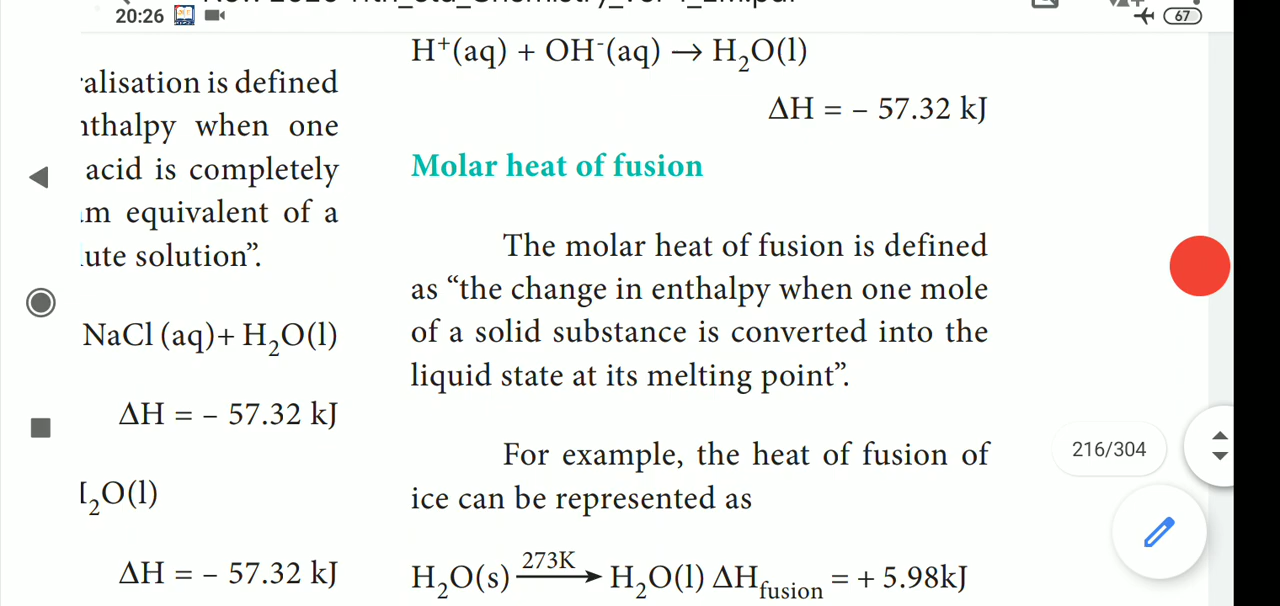 20:26
alisation is defined
nthalpy when one
acid is completely
m equivalent of a
ute solution”.
NaCl (aq)+ H₂O(l)
ΔH = – 57.32 kJ
₂O(l)
ΔH = – 57.32 kJ
H⁺(aq) + OH⁻(aq) → H₂O(l)
ΔH = – 57.32 kJ
Molar heat of fusion
The molar heat of fusion is defined
as “the change in enthalpy when one mole
of a solid substance is converted into the
liquid state at its melting point”.
For example, the heat of fusion of
ice can be represented as
273K
H₂O(s) → H₂O(l) ΔH fusion = + 5.98kJ
67
216/304